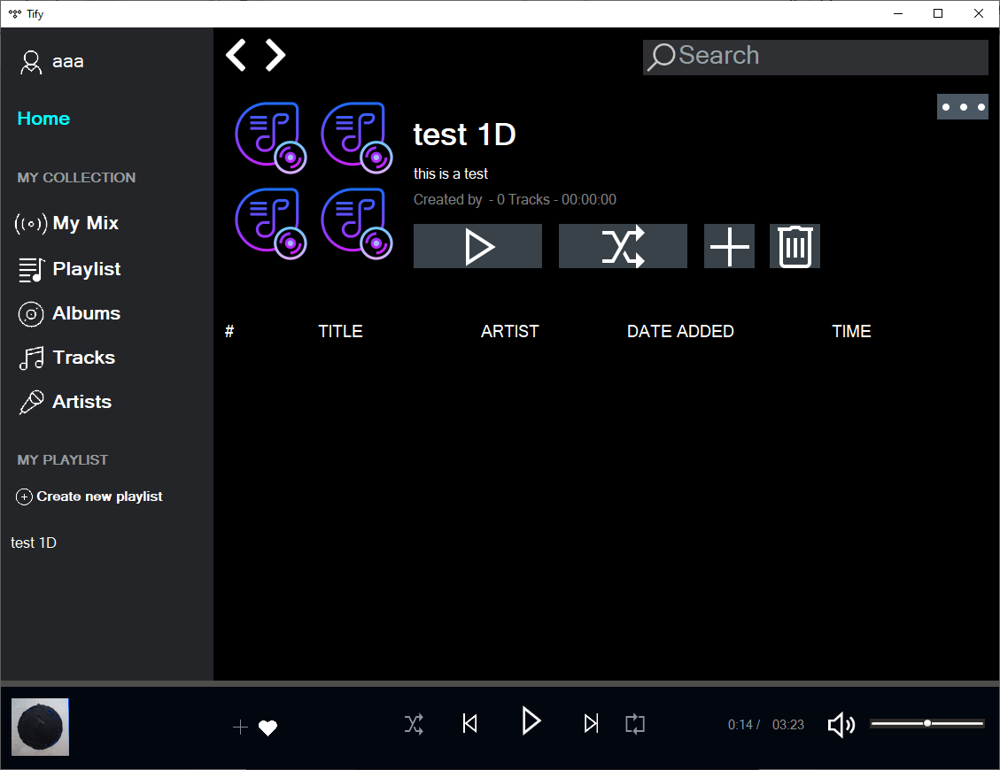 Tify
aaa
Home
MY COLLECTION
My Mix
Playlist
Albums
Tracks
Artists
MY PLAYLIST
Create new playlist
test 1D
Search
test 1D
this is a test
Created by - 0 Tracks - 00:00:00
# TITLE ARTIST DATE ADDED TIME
0:14 / 03:23